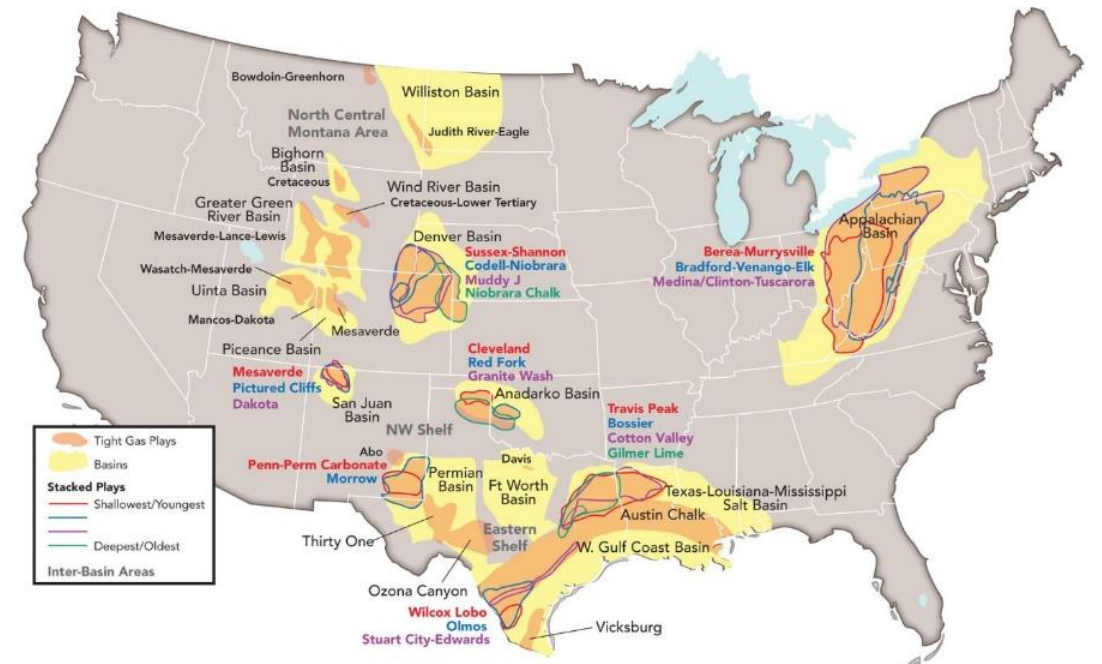 Bowdoin-Greenhorn
Williston Basin
North Central
Montana Area
Judith River-Eagle
Bighorn
Basin
Cretaceous
Wind River Basin
Cretaceous-Lower Tertiary
Greater Green
River Basin
Mesaverde-Lance-Lewis
Denver Basin
Sussex-Shannon
Codell-Niobrara
Muddy J
Niobrara Chalk
Wasatch-Mesaverde
Uinta Basin
Mancos-Dakota
Mesaverde
Piceance Basin
Appalachian
Basin
Berea-Murrysville
Bradford-Venango-Elk
Medina/Clinton-Tuscarora
Mesaverde
Pictured Cliffs
Dakota
San Juan
Basin
Cleveland
Red Fork
Granite Wash
Anadarko Basin
NW Shelf
Travis Peak
Bossier
Cotton Valley
Gilmer Lime
Abo
Penn-Perm Carbonate
Morrow
Permian
Basin
Davis
Ft Worth
Basin
Texas-Louisiana-Mississippi
Salt Basin
Austin Chalk
Eastern
Shelf
W. Gulf Coast Basin
Thirty One
Ozona Canyon
Wilcox Lobo
Olmos
Stuart City-Edwards
Vicksburg
Tight Gas Plays
Basins
Stacked Plays
Shallowest/Youngest
Deepest/Oldest
Inter-Basin Areas